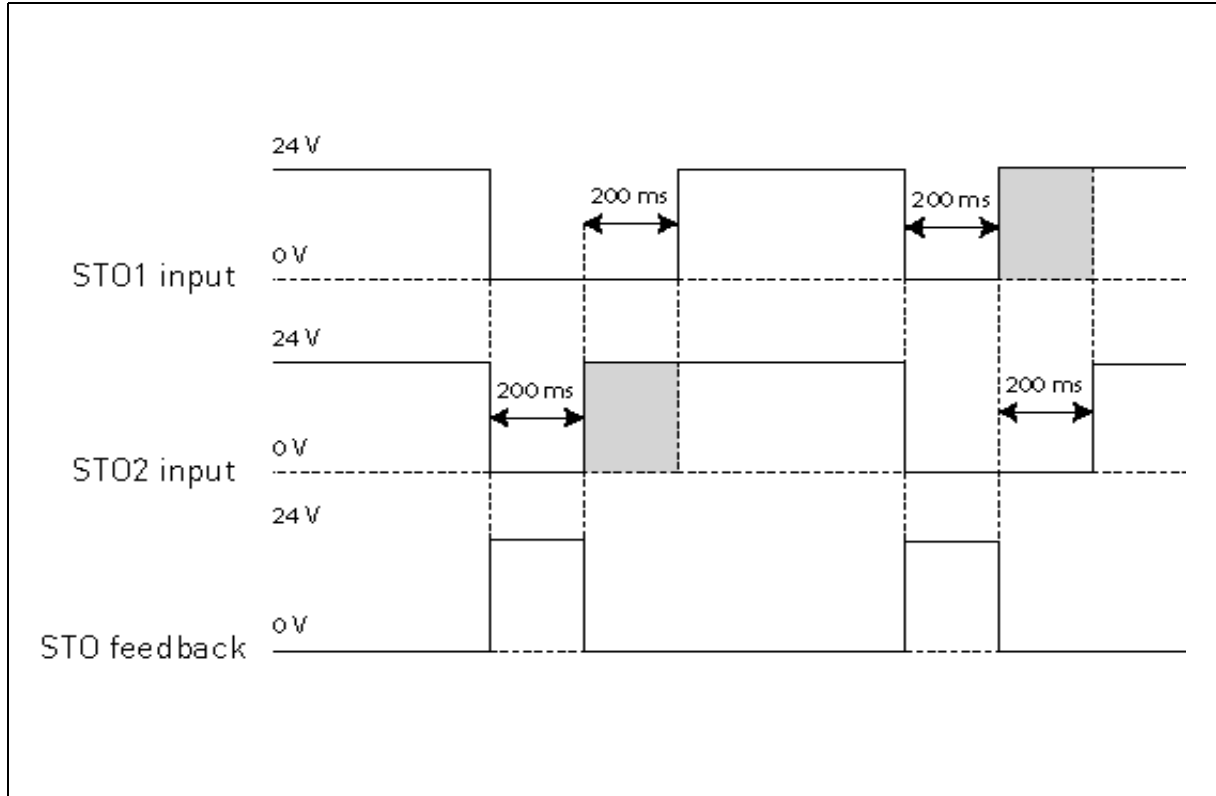 24 V
200 ms
200 ms
0 V
STO1 input
24 V
200 ms
200 ms
0 V
STO2 input
24 V
0 V
STO feedback